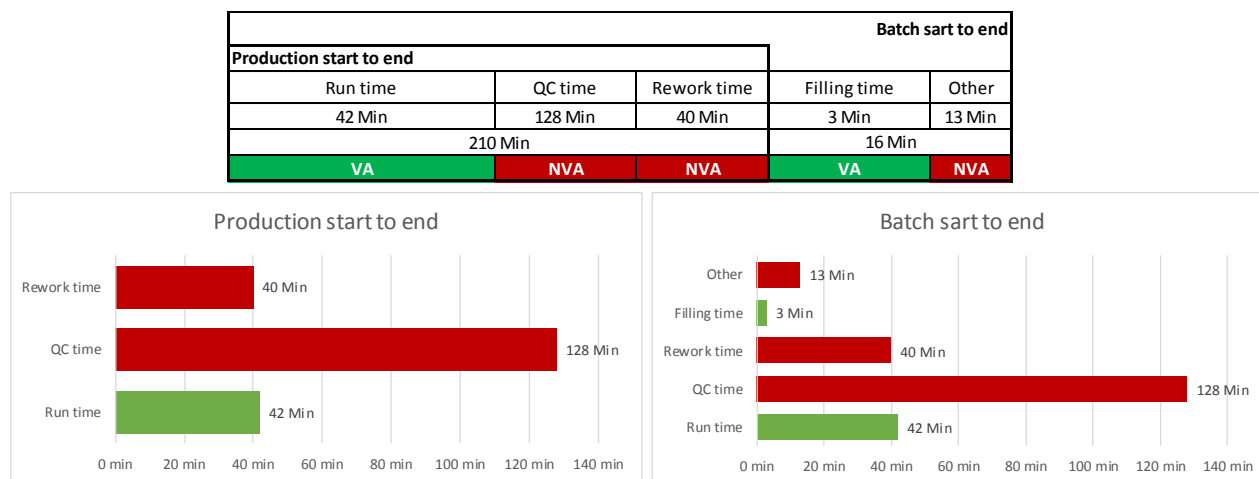 Batch sart to end
Production start to end
Run time QC time Rework time Filling time Other
42 Min 128 Min 40 Min 3 Min 13 Min
210 Min 16 Min
VA NVA NVA VA NVA
Production start to end
Rework time 40 Min
QC time 128 Min
Run time 42 Min
0 min 20 min 40 min 60 min 80 min 100 min 120 min 140 min
Batch sart to end
Other 13 Min
Filling time 3 Min
Rework time 40 Min
QC time 128 Min
Run time 42 Min
0 min 20 min 40 min 60 min 80 min 100 min 120 min 140 min